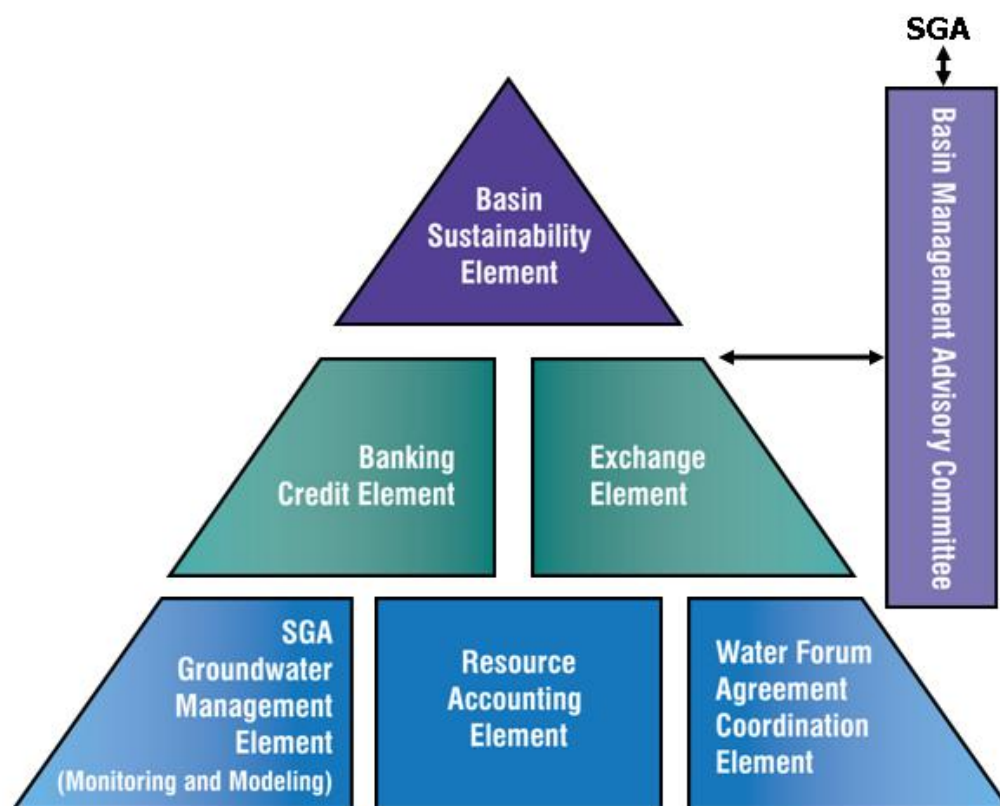 SGA
Basin Management Advisory Committee
Basin
Sustainability
Element
Banking
Credit Element
Exchange
Element
SGA
Groundwater
Management
Element
(Monitoring and Modeling)
Resource
Accounting
Element
Water Forum
Agreement
Coordination
Element